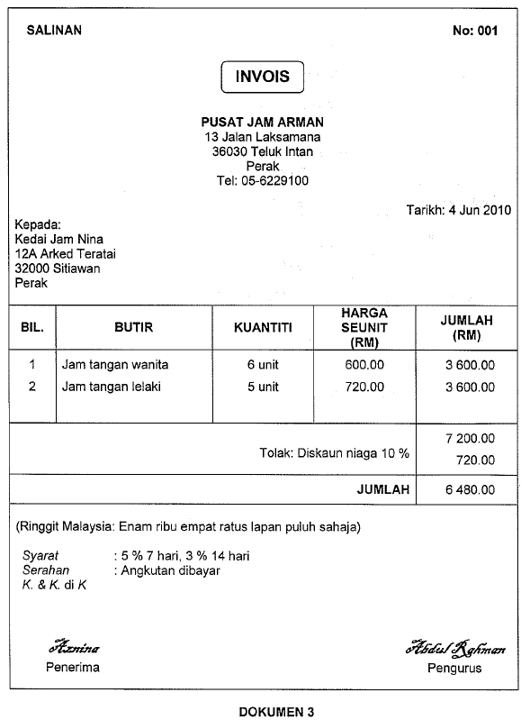 SALINAN No: 001
INVOIS
PUSAT JAM ARMAN
13 Jalan Laksamana
36030 Teluk Intan
Perak
Tel: 05-6229100
Tarikh: 4 Jun 2010
Kepada:
Kedai Jam Nina
12A Arked Teratai
32000 Sitiawan
Perak
BIL. BUTIR KUANTITI HARGA SEUNIT (RM) JUMLAH (RM)
1 Jam tangan wanita 6 unit 600.00 3 600.00
2 Jam tangan lelaki 5 unit 720.00 3 600.00
7 200.00
Tolak: Diskaun niaga 10 % 720.00
JUMLAH 6 480.00
(Ringgit Malaysia: Enam ribu empat ratus lapan puluh sahaja)
Syarat : 5 % 7 hari, 3 % 14 hari
Serahan : Angkutan dibayar
K. & K. di K
Aznina Abdul Rahman
Penerima Pengurus
DOKUMEN 3